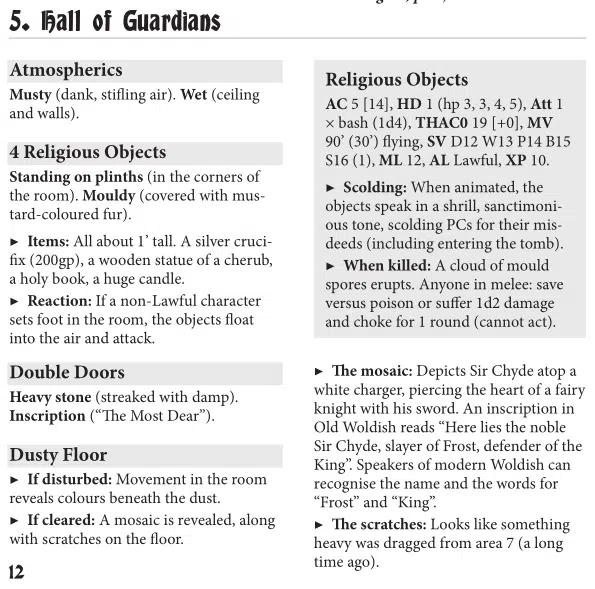 5. Hall of Guardians
Atmospherics
Musty (dank, stifling air). Wet (ceiling
and walls).
4 Religious Objects
Standing on plinths (in the corners of
the room). Mouldy (covered with mus-
tard-coloured fur).
► Items: All about 1’ tall. A silver cruci-
fix (200gp), a wooden statue of a cherub,
a holy book, a huge candle.
► Reaction: If a non-Lawful character
sets foot in the room, the objects float
into the air and attack.
Double Doors
Heavy stone (streaked with damp).
Inscription (“The Most Dear”).
Dusty Floor
► If disturbed: Movement in the room
reveals colours beneath the dust.
► If cleared: A mosaic is revealed, along
with scratches on the floor.
Religious Objects
AC 5 [14], HD 1 (hp 3, 3, 4, 5), Att 1
× bash (1d4), THAC0 19 [+0], MV
90’ (30’) flying, SV D12 W13 P14 B15
S16 (1), ML 12, AL Lawful, XP 10.
► Scolding: When animated, the
objects speak in a shrill, sanctimoni-
ous tone, scolding PCs for their mis-
deeds (including entering the tomb).
► When killed: A cloud of mould
spores erupts. Anyone in melee: save
versus poison or suffer 1d2 damage
and choke for 1 round (cannot act).
► The mosaic: Depicts Sir Chyde atop a
white charger, piercing the heart of a fairy
knight with his sword. An inscription in
Old Woldish reads “Here lies the noble
Sir Chyde, slayer of Frost, defender of the
King”. Speakers of modern Woldish can
recognise the name and the words for
“Frost” and “King”.
► The scratches: Looks like something
heavy was dragged from area 7 (a long
time ago).
12